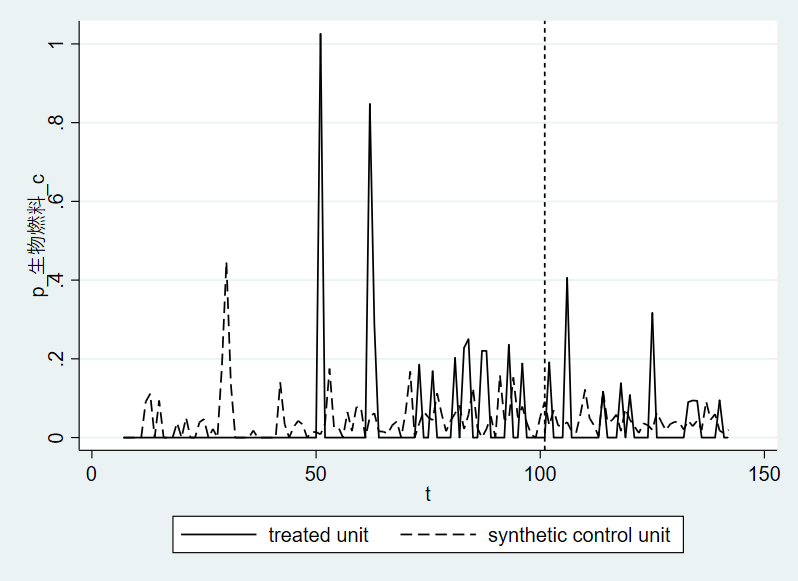 p_生物燃料_c
1
.8
.6
.4
.2
0
0 50 100 150
t
treated unit synthetic control unit